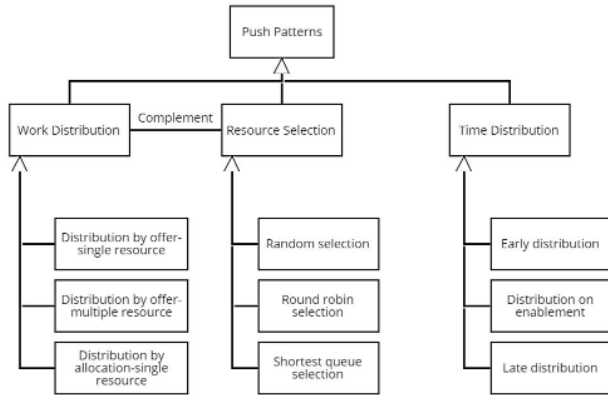 Push Patterns
Complement
Work Distribution
Resource Selection
Time Distribution
Distribution by offer-
single resource
Random selection
Early distribution
Distribution by offer-
multiple resource
Round robin
selection
Distribution on
enablement
Distribution by
allocation-single
resource
Shortest queue
selection
Late distribution